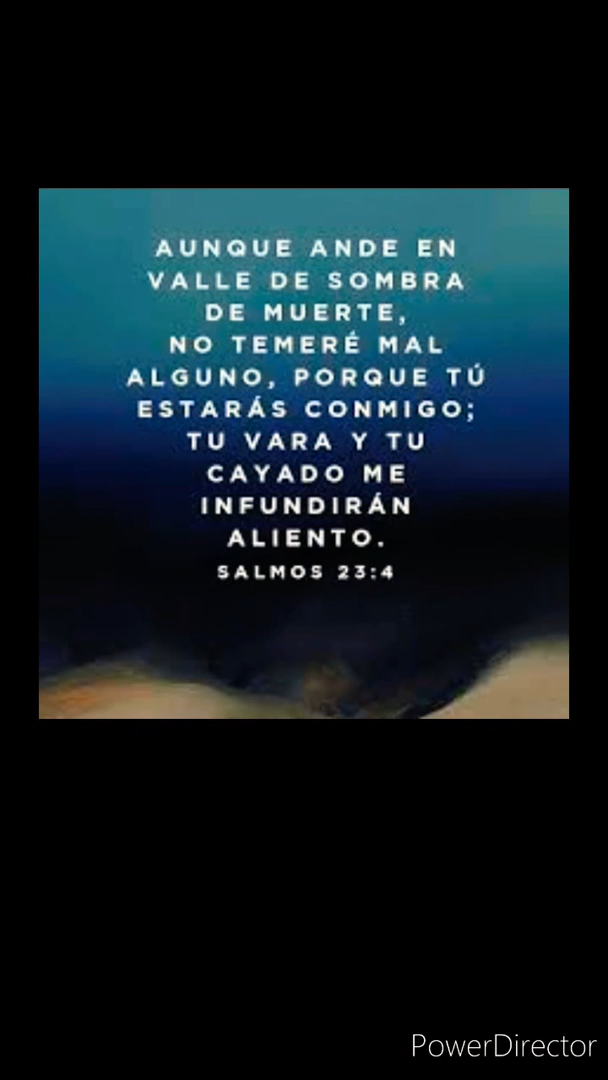 AUNQUE ANDE EN
VALLE DE SOMBRA
DE MUERTE,
NO TEMERÉ MAL
ALGUNO, PORQUE TÚ
ESTARÁS CONMIGO;
TU VARA Y TU
CAYADO ME
INFUNDIRÁN
ALIENTO.
SALMOS 23:4
PowerDirector